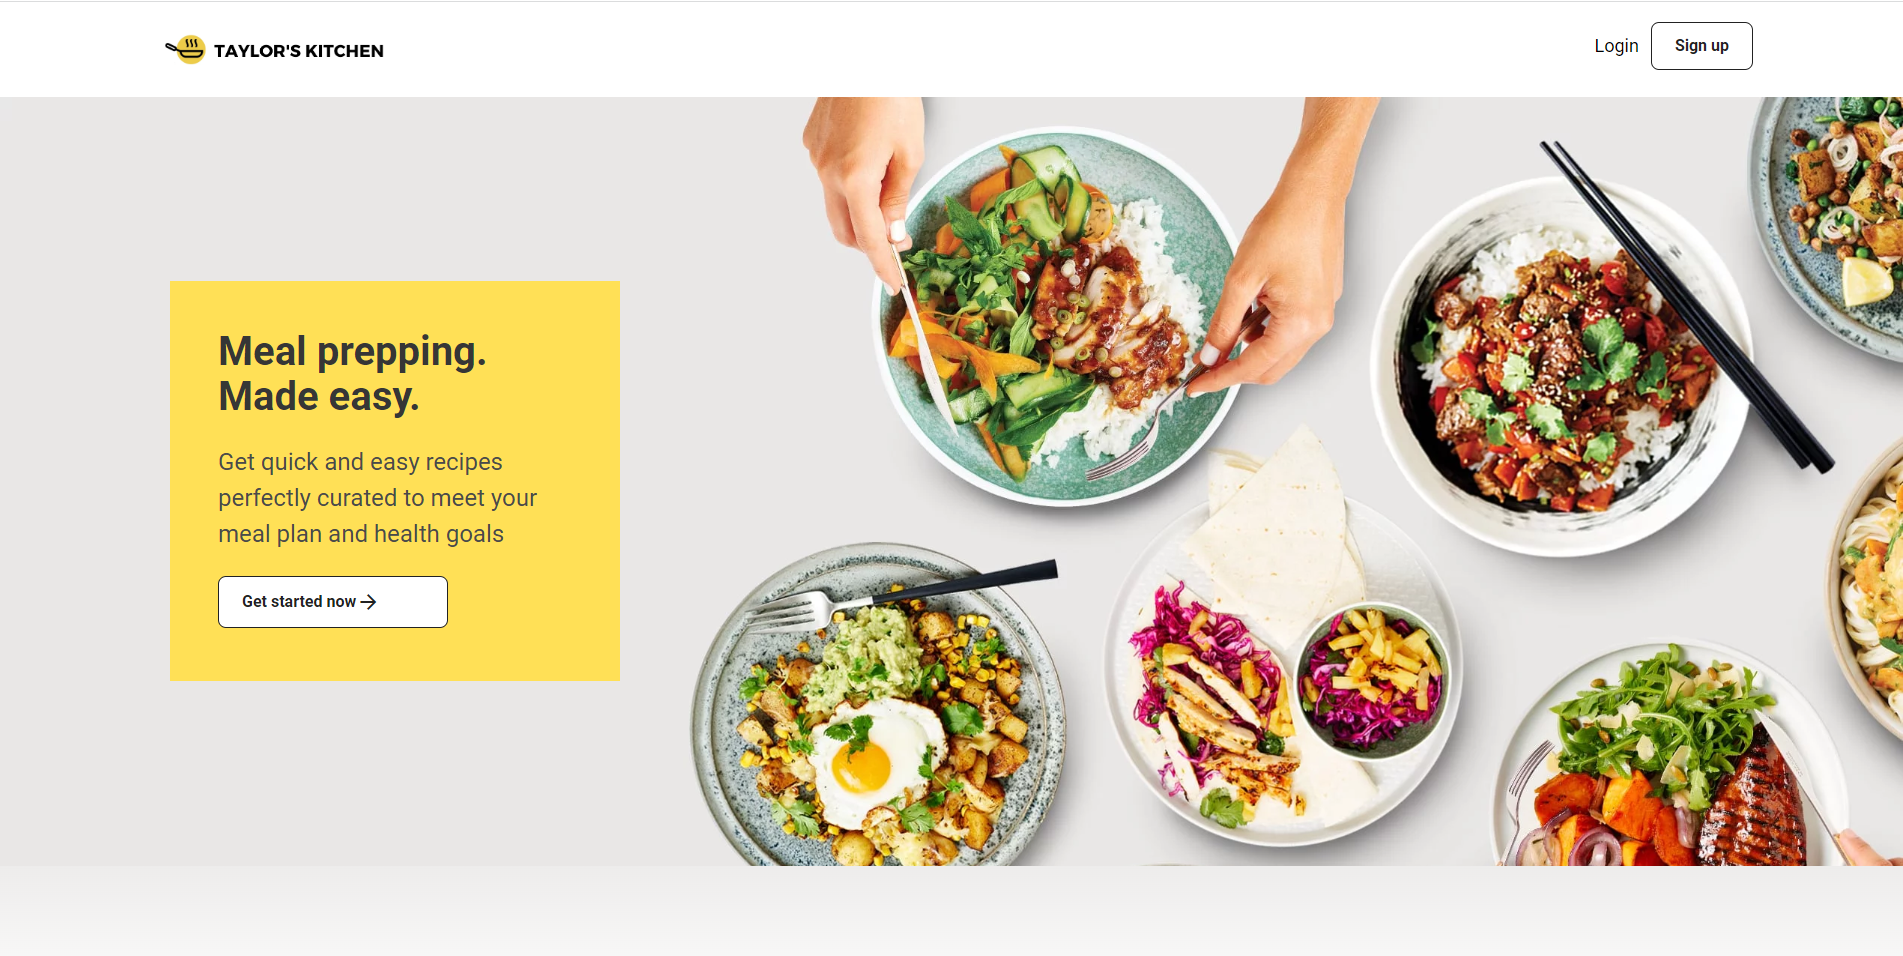 TAYLOR'S KITCHEN
Login
Sign up
Meal prepping.
Made easy.
Get quick and easy recipes
perfectly curated to meet your
meal plan and health goals
Get started now